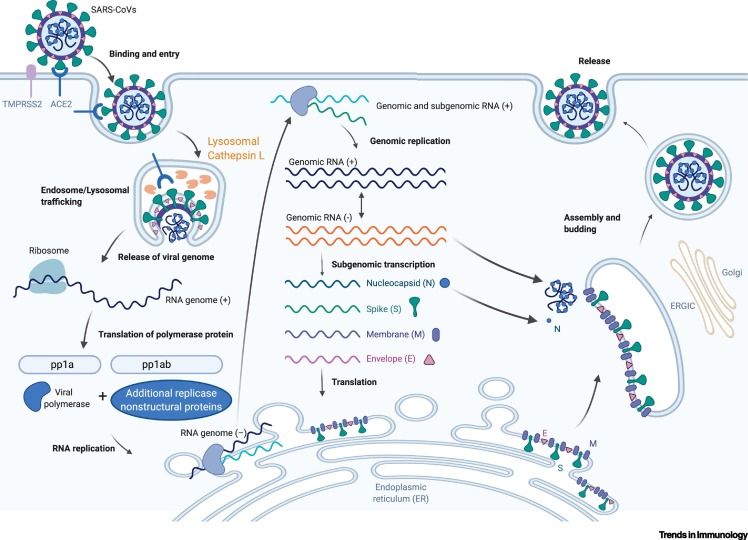 SARS-CoVs
Binding and entry
TMPRSS2
ACE2
Lysosomal
Cathepsin L
Endosome/Lysosomal
trafficking
Release of viral genome
Ribosome
RNA genome (+)
Translation of polymerase protein
pp1a
pp1ab
Viral
polymerase
+
Additional replicase
nonstructural proteins
RNA replication
RNA genome (−)
Genomic and subgenomic RNA (+)
Genomic replication
Genomic RNA (+)
Genomic RNA (-)
Subgenomic transcription
Nucleocapsid (N)
Spike (S)
Membrane (M)
Envelope (E)
Translation
Endoplasmic
reticulum (ER)
E
M
S
N
Assembly and
budding
Golgi
ERGIC
Release
Trends in Immunology